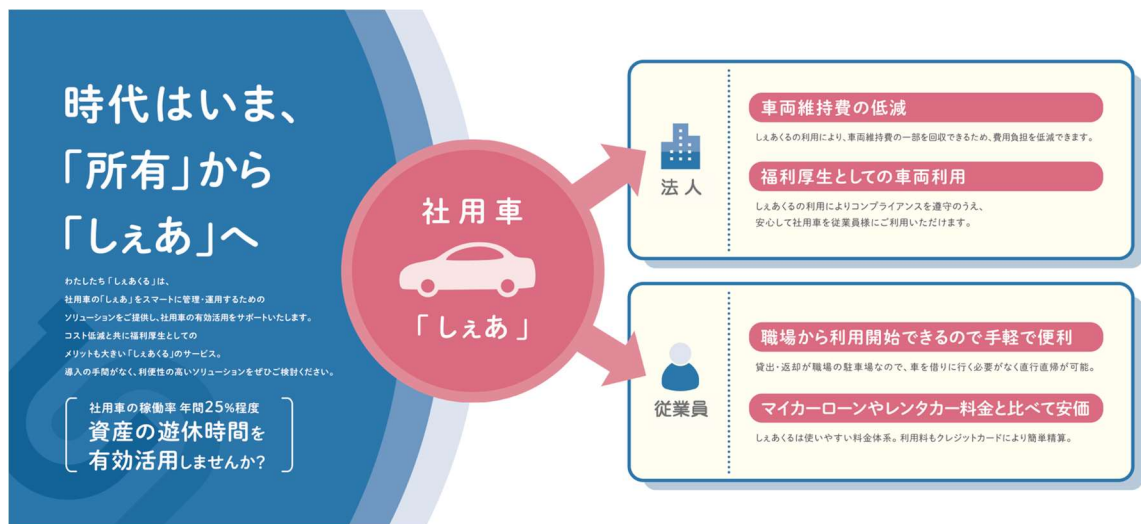 時代はいま、
「所有」から
「しぇあ」へ
わたしたち「しぇあくる」は、
社用車の「しぇあ」をスマートに管理・運用するための
ソリューションをご提供し、社用車の有効活用をサポートいたします。
コスト低減と共に福利厚生としての
メリットも大きい「しぇあくる」のサービス。
導入の手間がなく、利便性の高いソリューションをぜひご検討ください。
社用車の稼働率 年間25%程度
資産の遊休時間を
有効活用しませんか?
社用車
「しぇあ」
法人
車両維持費の低減
しぇあくるの利用により、車両維持費の一部を回収できるため、費用負担を低減できます。
福利厚生としての車両利用
しぇあくるの利用によりコンプライアンスを遵守のうえ、
安心して社用車を従業員様にご利用いただけます。
従業員
職場から利用開始できるので手軽で便利
貸出・返却が職場の駐車場なので、車を借りに行く必要がなく直行直帰が可能。
マイカーローンやレンタカー料金と比べて安価
しぇあくるは使いやすい料金体系。利用料もクレジットカードにより簡単精算。